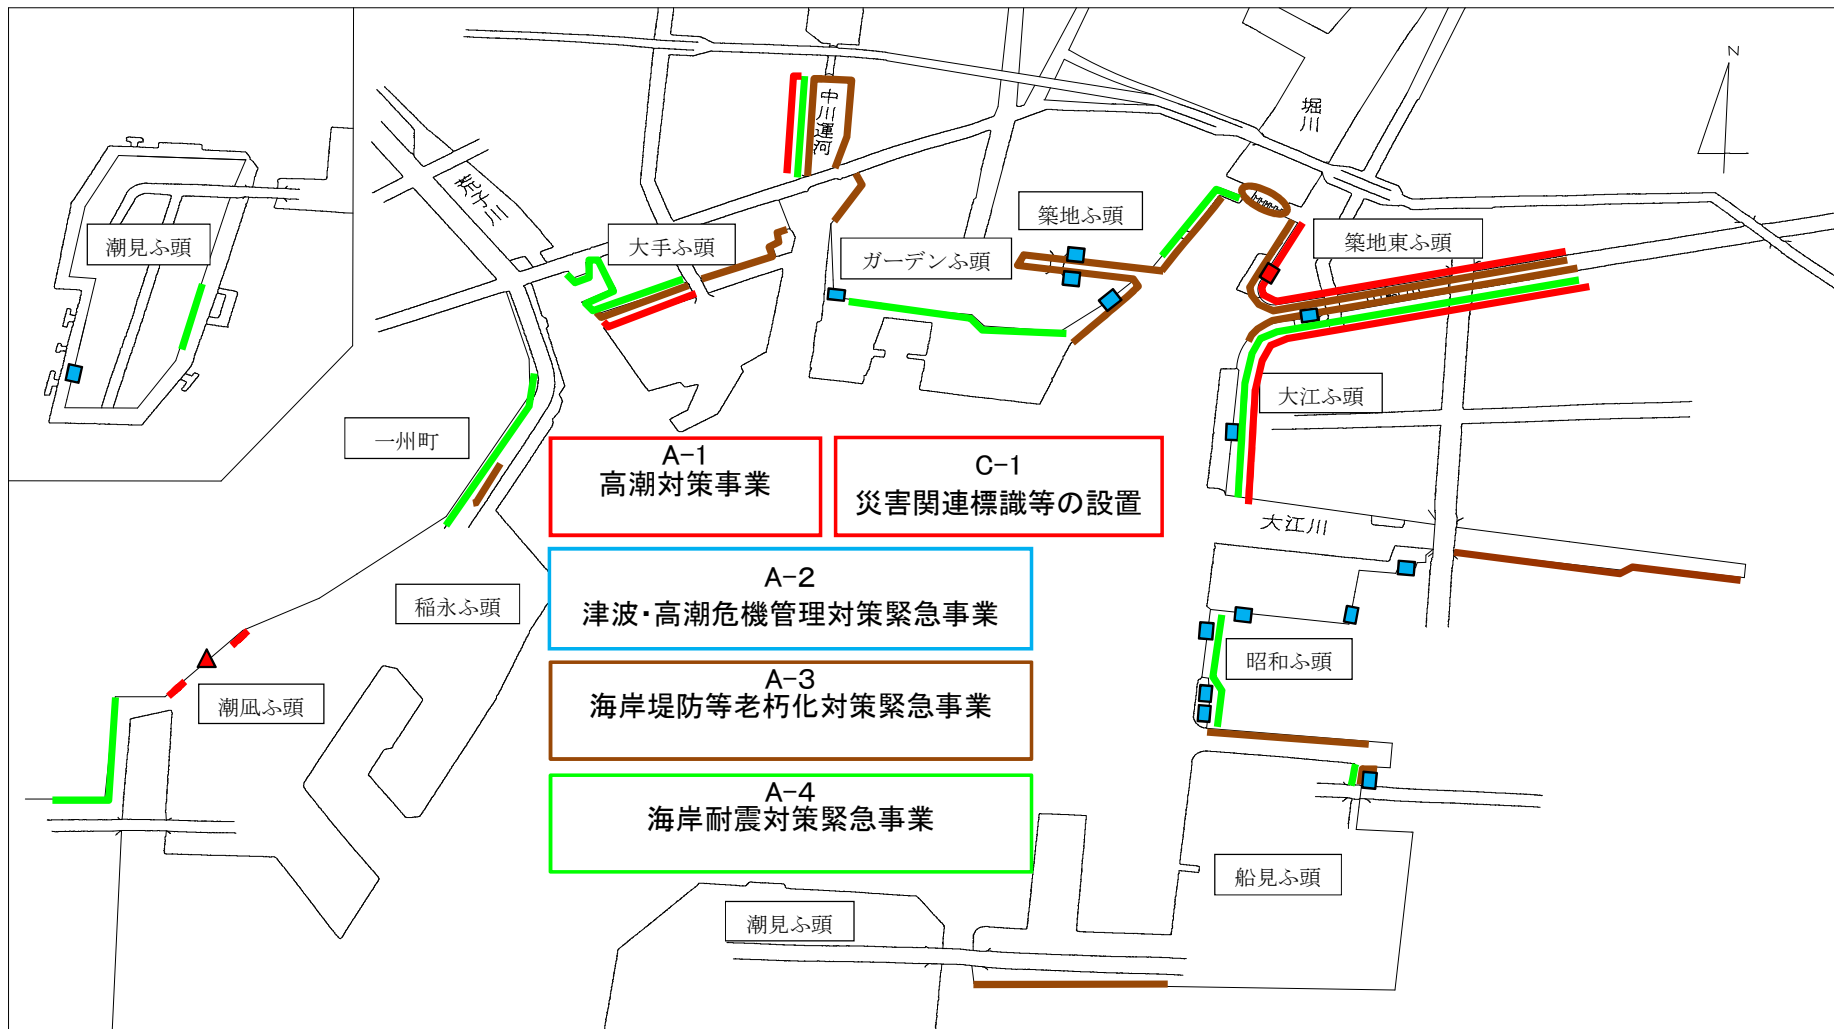 N
中川運河
堀川
荒子川
築地ふ頭
潮見ふ頭
大手ふ頭
ガーデンふ頭
築地東ふ頭
大江ふ頭
一州町
A-1
高潮対策事業
C-1
災害関連標識等の設置
大江川
A-2
津波・高潮危機管理対策緊急事業
稲永ふ頭
昭和ふ頭
A-3
海岸堤防等老朽化対策緊急事業
潮凪ふ頭
A-4
海岸耐震対策緊急事業
船見ふ頭
潮見ふ頭